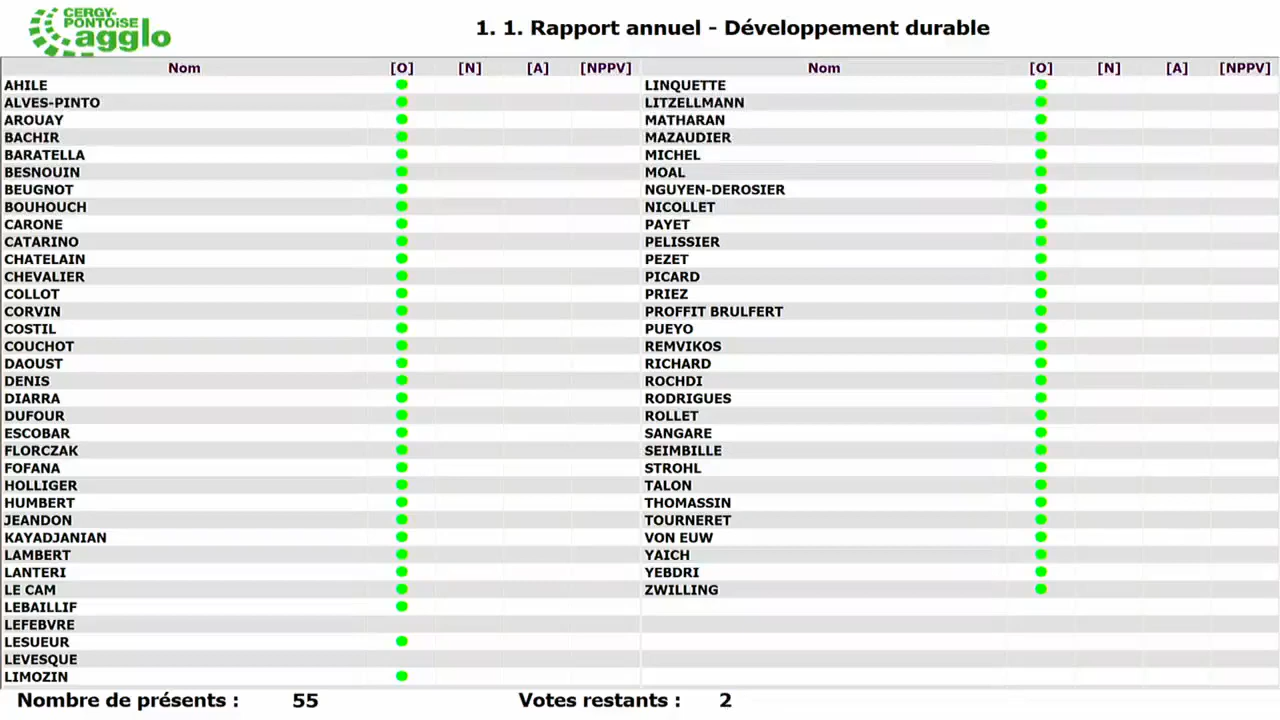 CERGY-
PONTOISE
agglo
1. 1. Rapport annuel - Développement durable
Nom [O] [N] [A] [NPPV] Nom [O] [N] [A] [NPPV]
AHILE LINQUETTE
ALVES-PINTO LITZELLMANN
AROUAY MATHARAN
BACHIR MAZAUDIER
BARATELLA MICHEL
BESNOUIN MOAL
BEUGNOT NGUYEN-DEROSIER
BOUHOUCH NICOLLET
CARONE PAYET
CATARINO PELISSIER
CHATELAIN PEZET
CHEVALIER PICARD
COLLOT PRIEZ
CORVIN PROFFIT BRULFERT
COSTIL PUEYO
COUCHOT REMVIKOS
DAOUST RICHARD
DENIS ROCHDI
DIARRA RODRIGUES
DUFOUR ROLLET
ESCOBAR SANGARE
FLORCZAK SEIMBILLE
FOFANA STROHL
HOLLIGER TALON
HUMBERT THOMASSIN
JEANDON TOURNERET
KAYADJANIAN VON EUW
LAMBERT YAICH
LANTERI YEBDRI
LE CAM ZWILLING
LEBAILLIF
LEFEBVRE
LESUEUR
LEVESQUE
LIMOZIN
Nombre de présents : 55 Votes restants : 2